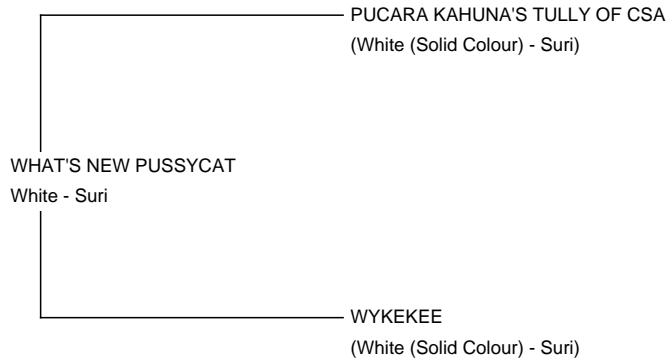 PUCARA KAHUNA'S TULLY OF CSA
(White (Solid Colour) - Suri)
WHAT'S NEW PUSSYCAT
White - Suri
WYKEKEE
(White (Solid Colour) - Suri)